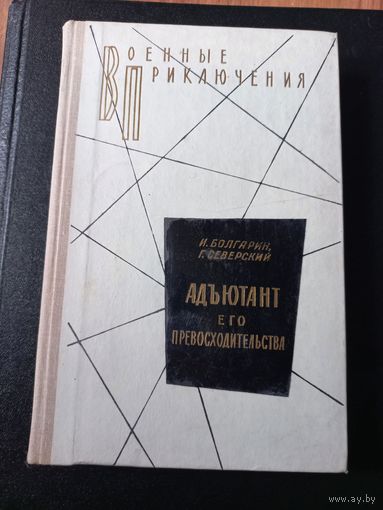 ВОЕННЫЕ
ПРИКЛЮЧЕНИЯ
И. БОЛГАРИН,
Г. СЕВЕРСКИЙ
АДЪЮТАНТ
ЕГО
ПРЕВОСХОДИТЕЛЬСТВА
© www.ay.by